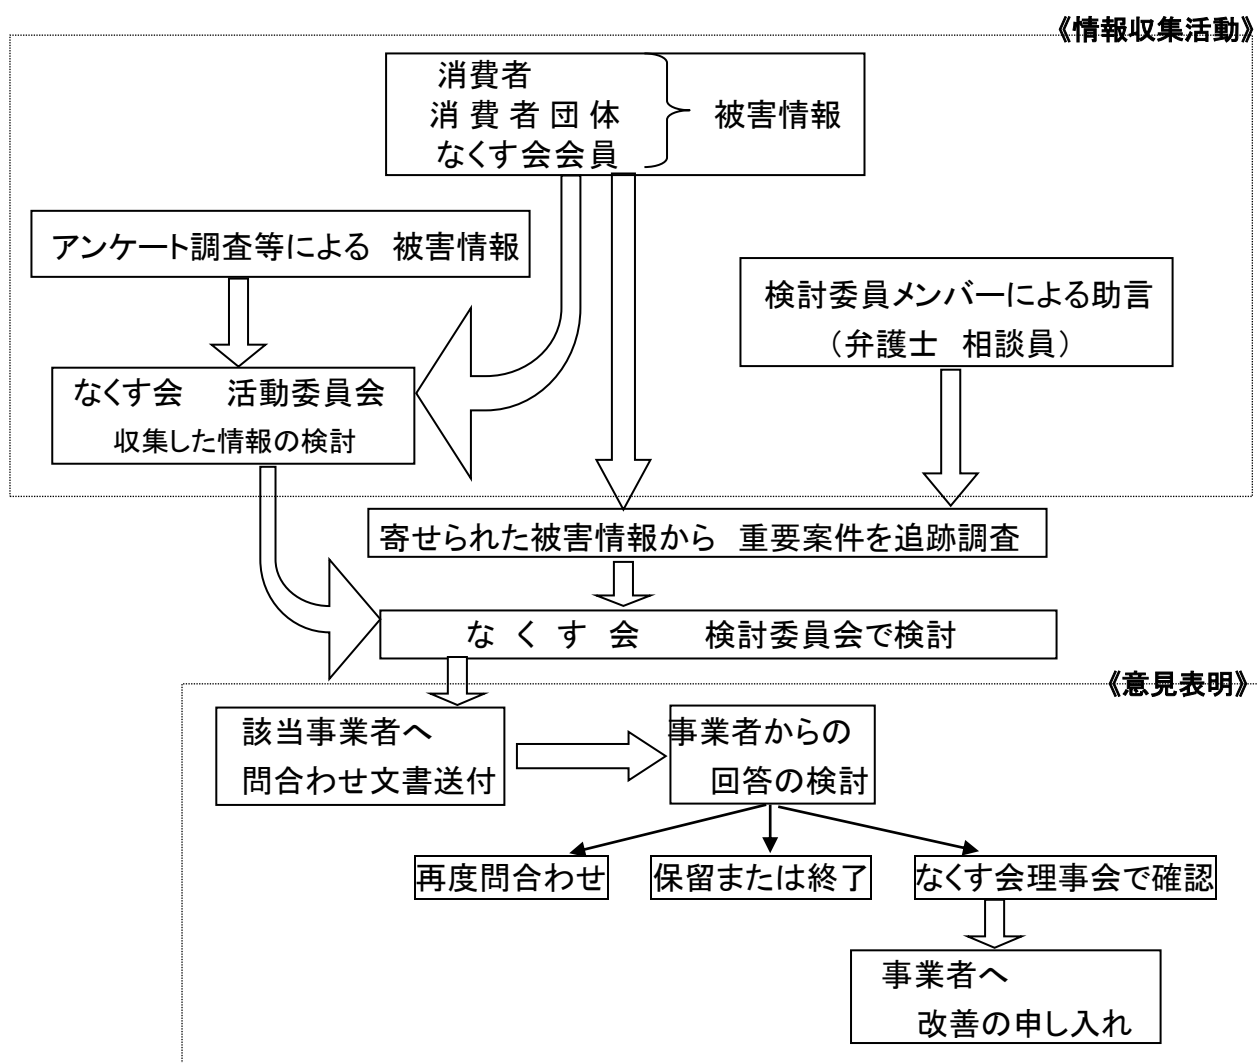 《情報収集活動》
消費者
消費者団体
なくす会会員
被害情報
アンケート調査等による 被害情報
検討委員メンバーによる助言
（弁護士 相談員）
なくす会 活動委員会
収集した情報の検討
寄せられた被害情報から 重要案件を追跡調査
なくす会 検討委員会で検討
《意見表明》
該当事業者へ
問合わせ文書送付
事業者からの
回答の検討
再度問合わせ
保留または終了
なくす会理事会で確認
事業者へ
改善の申し入れ